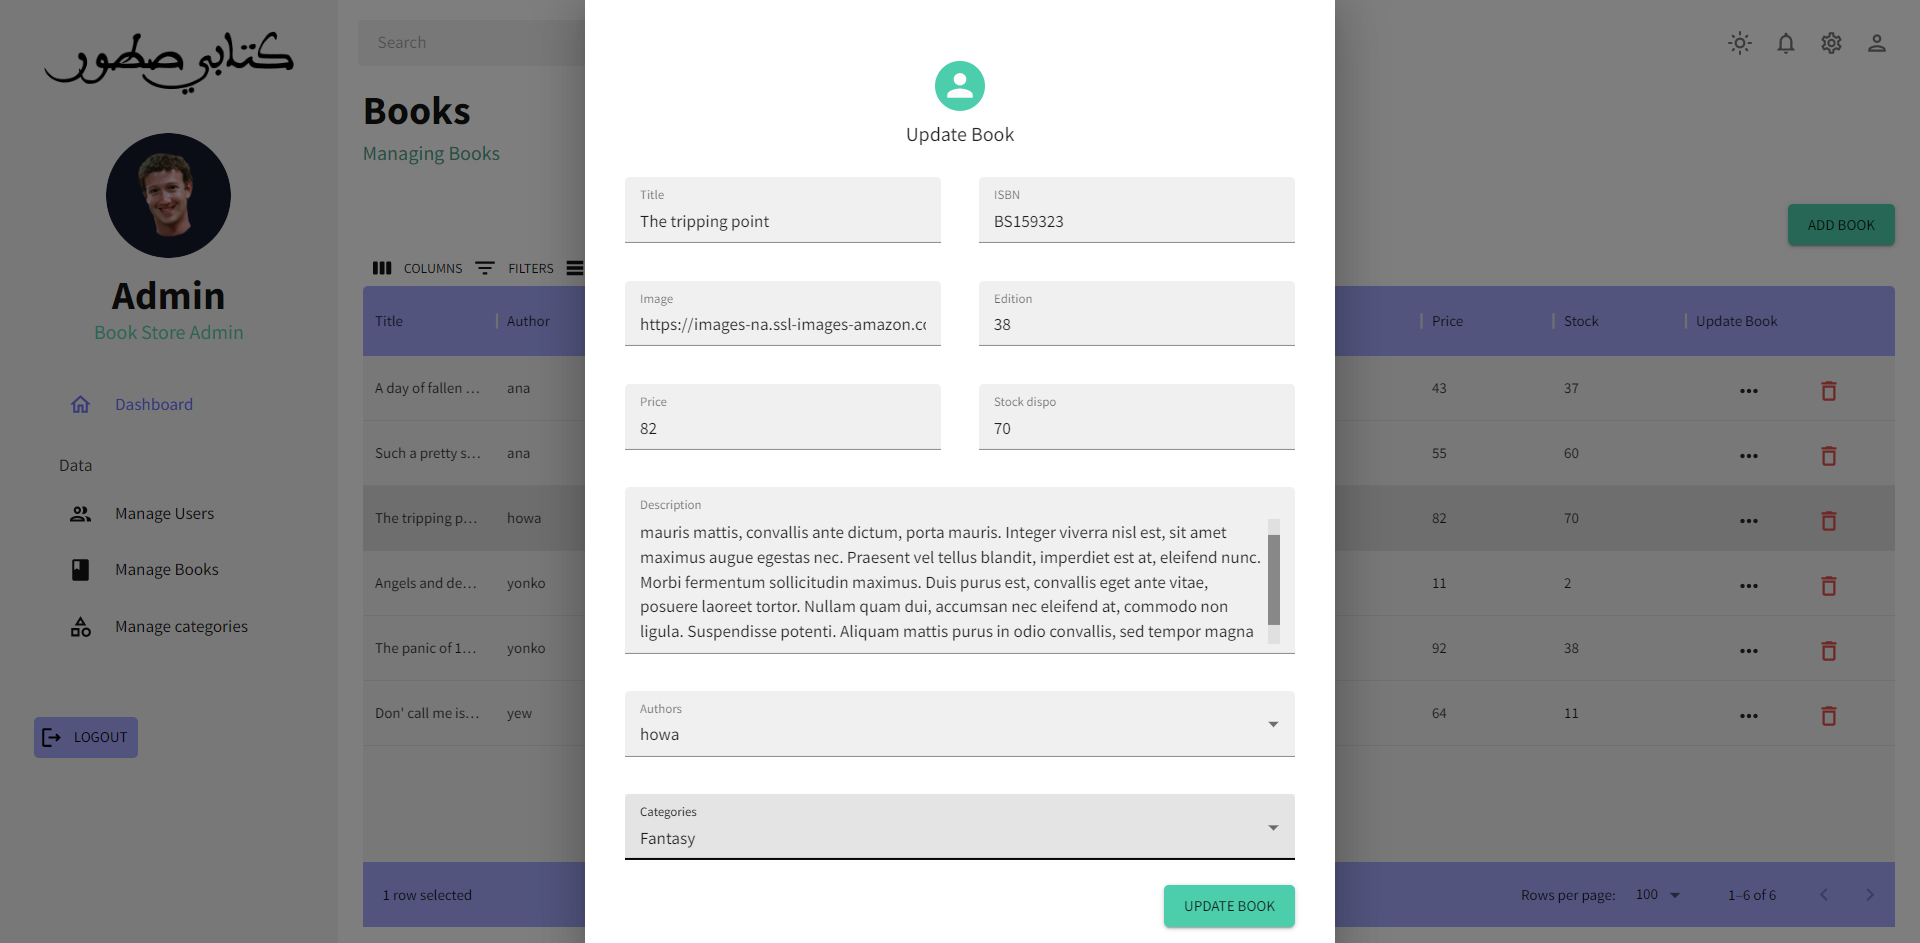 كتابي صطور
Admin
Book Store Admin
Dashboard
Data
Manage Users
Manage Books
Manage categories
LOGOUT
Search
Books
Managing Books
ADD BOOK
COLUMNS
FILTERS
Title
Author
Price
Stock
Update Book
A day of fallen …
ana
43
37
Such a pretty s…
ana
55
60
The tripping p…
howa
82
70
Angels and de…
yonko
11
2
The panic of 1…
yonko
92
38
Don' call me is…
yew
64
11
1 row selected
Rows per page:
100
1–6 of 6
Update Book
Title
The tripping point
ISBN
BS159323
Image
https://images-na.ssl-images-amazon.co
Edition
38
Price
82
Stock dispo
70
Description
mauris mattis, convallis ante dictum, porta mauris. Integer viverra nisl est, sit amet
maximus augue egestas nec. Praesent vel tellus blandit, imperdiet est at, eleifend nunc.
Morbi fermentum sollicitudin maximus. Duis purus est, convallis eget ante vitae,
posuere laoreet tortor. Nullam quam dui, accumsan nec eleifend at, commodo non
ligula. Suspendisse potenti. Aliquam mattis purus in odio convallis, sed tempor magna
Authors
howa
Categories
Fantasy
UPDATE BOOK